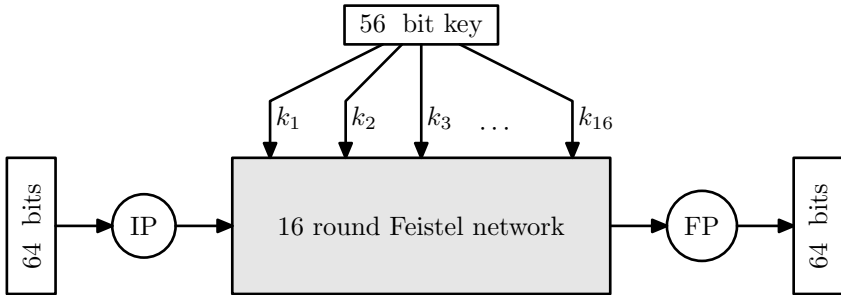 56 bit key
k₁ k₂ k₃ ... k₁₆
64 bits
IP
16 round Feistel network
FP
64 bits